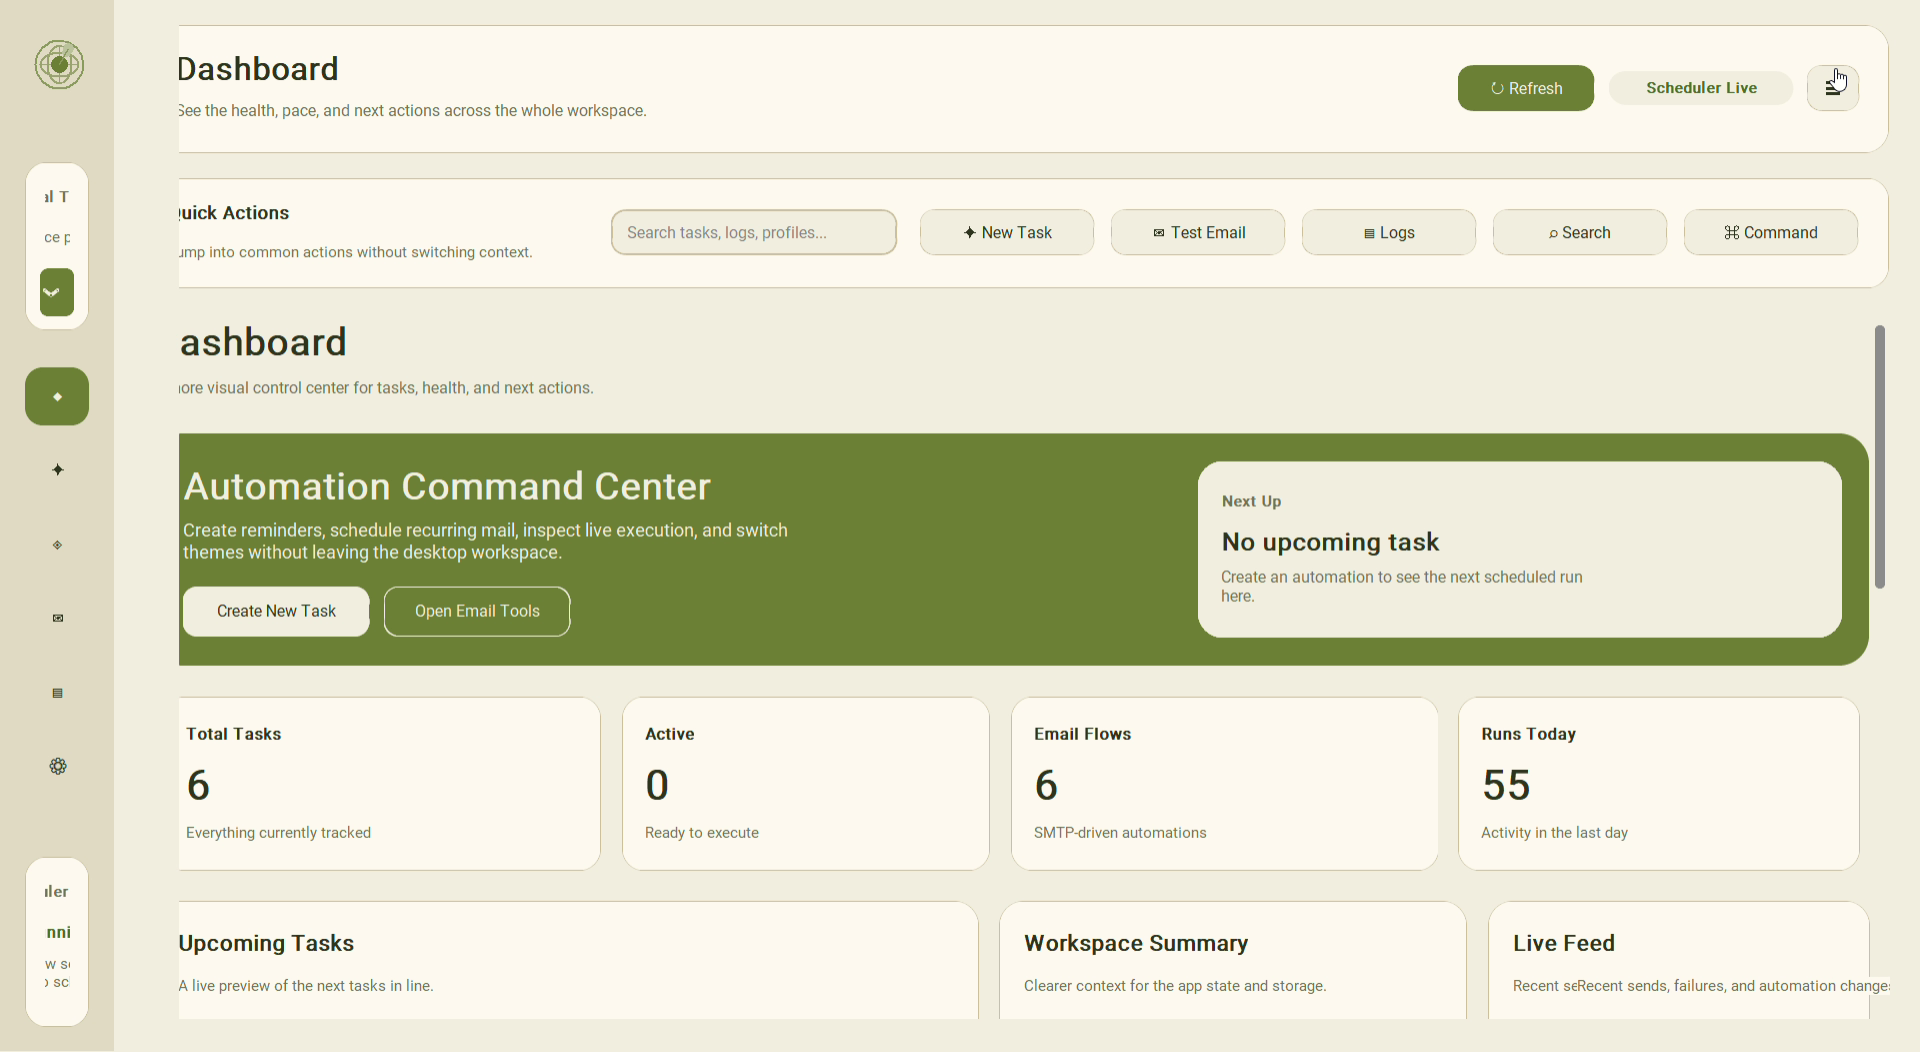 Dashboard
See the health, pace, and next actions across the whole workspace.
Refresh
Scheduler Live
al T
ce p
uick Actions
ump into common actions without switching context.
Search tasks, logs, profiles...
New Task
Test Email
Logs
Search
⌘ Command
ashboard
ore visual control center for tasks, health, and next actions.
Automation Command Center
Create reminders, schedule recurring mail, inspect live execution, and switch
themes without leaving the desktop workspace.
Create New Task
Open Email Tools
Next Up
No upcoming task
Create an automation to see the next scheduled run
here.
Total Tasks
6
Everything currently tracked
Active
0
Ready to execute
Email Flows
6
SMTP-driven automations
Runs Today
55
Activity in the last day
ler
nni
w s
sc
Upcoming Tasks
A live preview of the next tasks in line.
Workspace Summary
Clearer context for the app state and storage.
Live Feed
Recent seRecent sends, failures, and automation changes